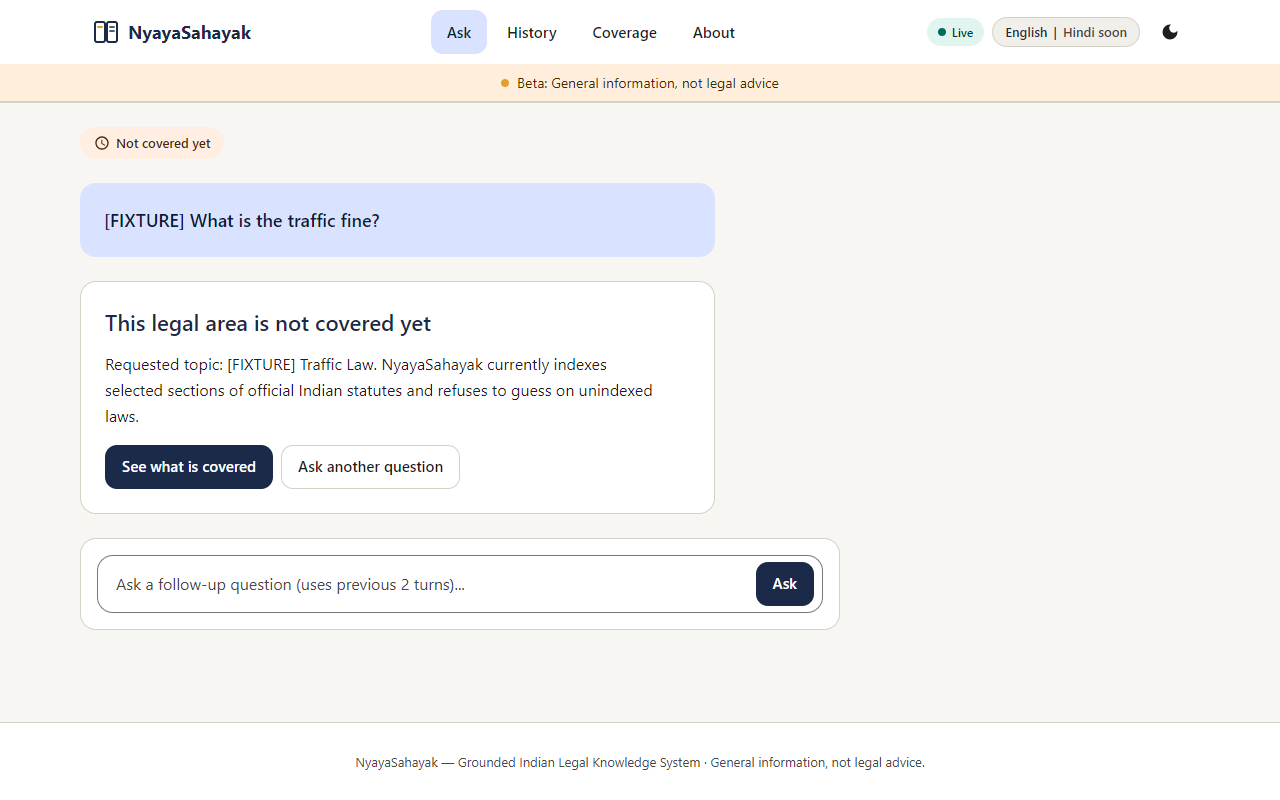 NyayaSahayak
Ask
History
Coverage
About
Live
English | Hindi soon
Beta: General information, not legal advice
Not covered yet
[FIXTURE] What is the traffic fine?
This legal area is not covered yet
Requested topic: [FIXTURE] Traffic Law. NyayaSahayak currently indexes
selected sections of official Indian statutes and refuses to guess on unindexed
laws.
See what is covered
Ask another question
Ask a follow-up question (uses previous 2 turns)...
Ask
NyayaSahayak — Grounded Indian Legal Knowledge System · General information, not legal advice.